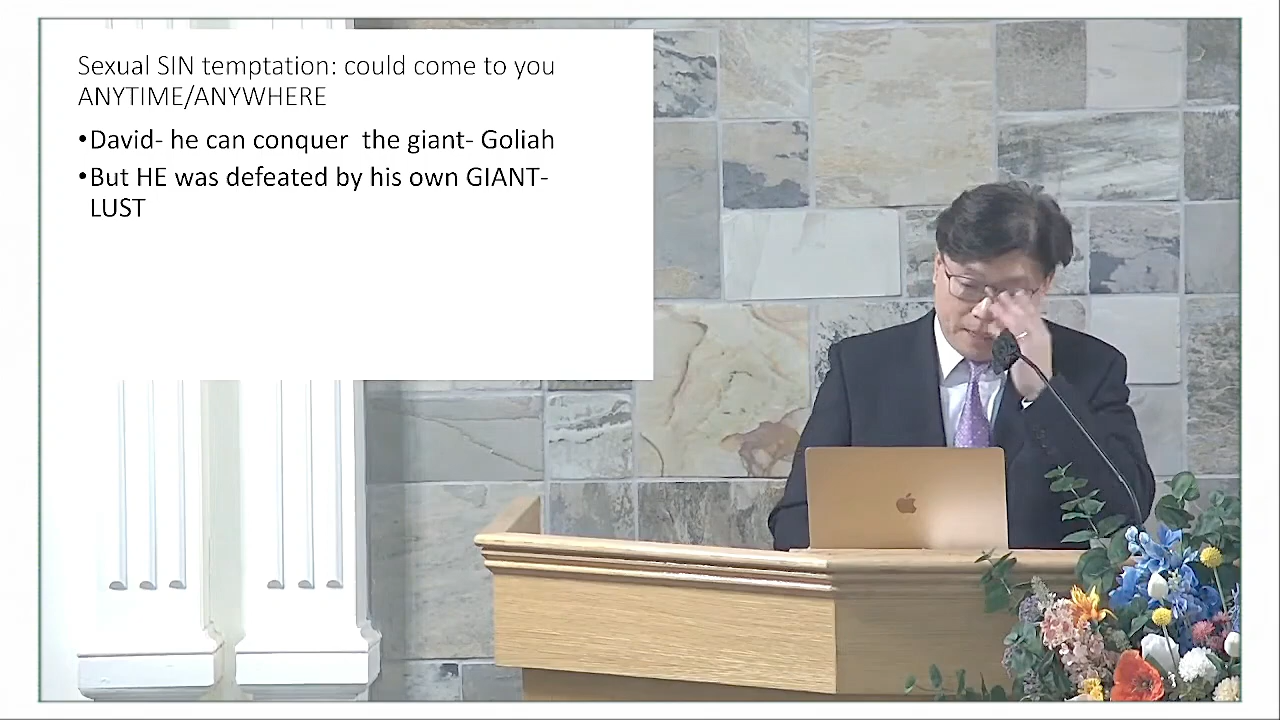 Sexual SIN temptation: could come to you
ANYTIME/ANYWHERE
•David- he can conquer  the giant- Goliah
•But HE was defeated by his own GIANT-
LUST